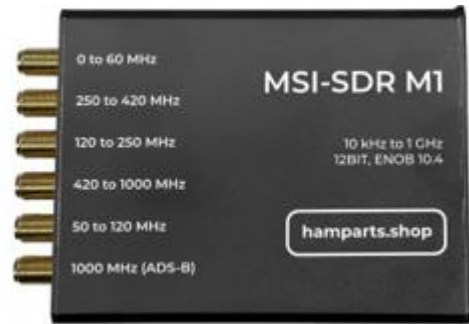 0 to 60 MHz
250 to 420 MHz
120 to 250 MHz
420 to 1000 MHz
50 to 120 MHz
1000 MHz (ADS-B)
MSI-SDR M1
10 kHz to 1 GHz
12BIT, ENOB 10.4
hamparts.shop